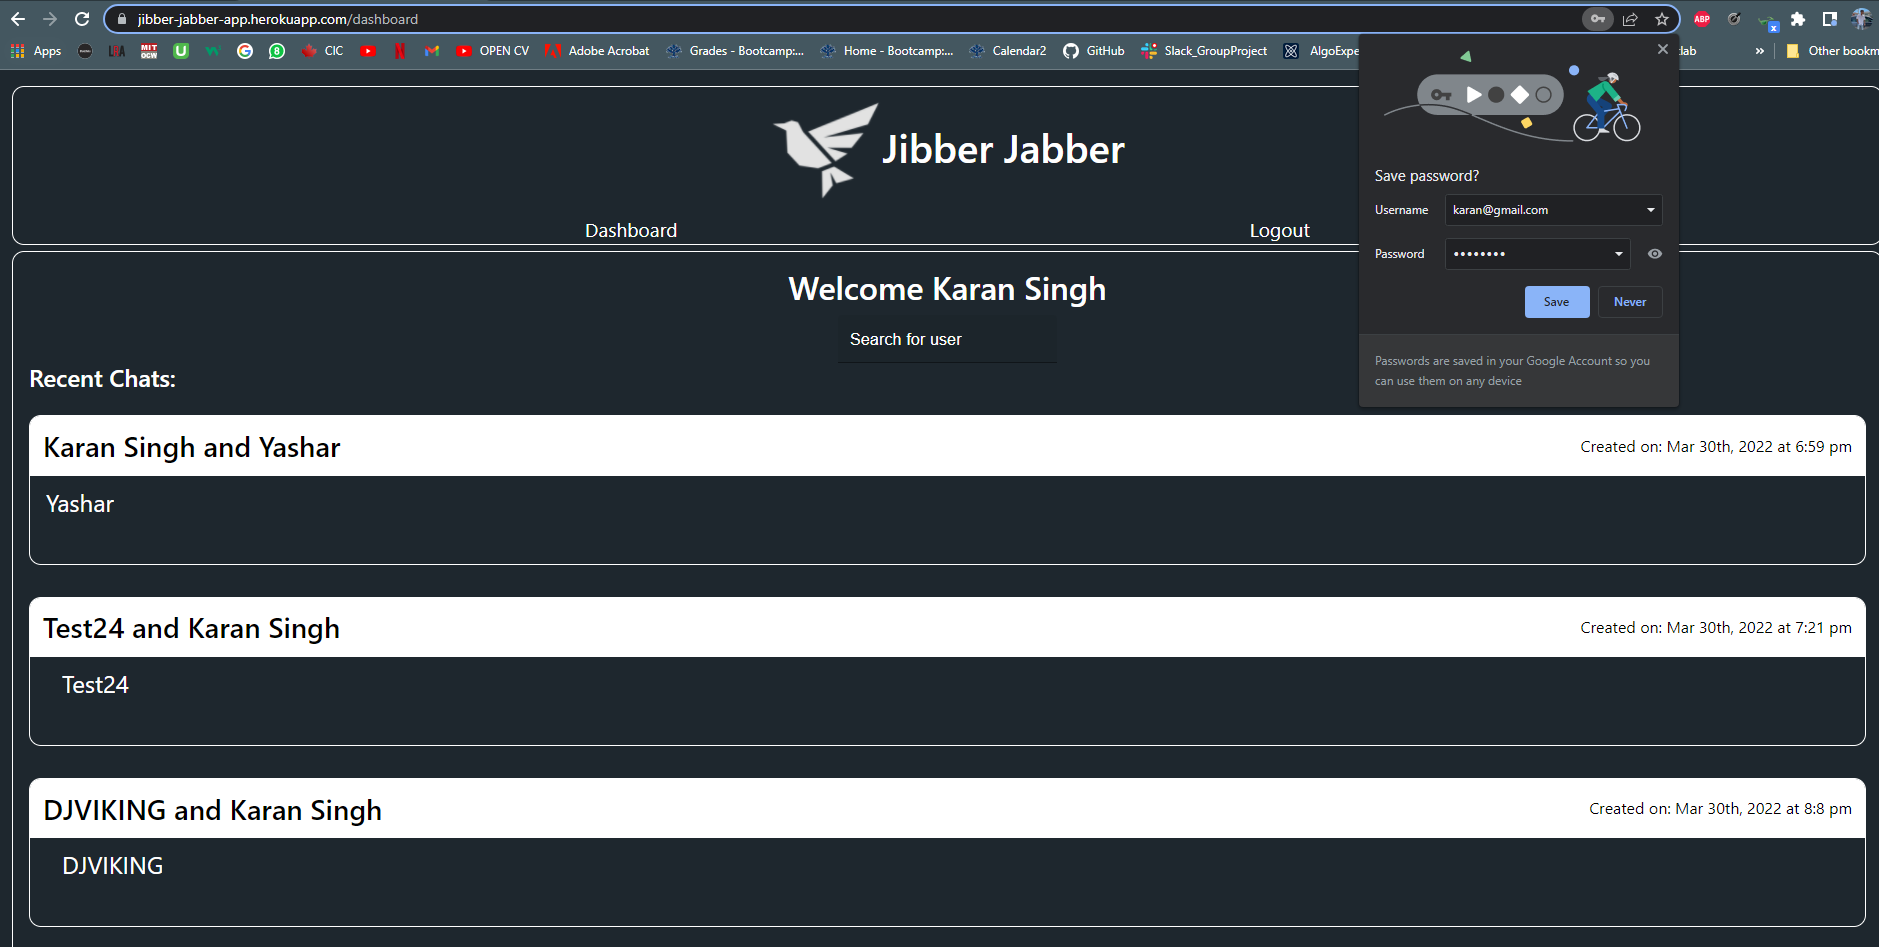 jibber-jabber-app.herokuapp.com/dashboard
ABP
x
Apps
MIT
OCW
U
G
8
CIC
OPEN CV
Adobe Acrobat
Grades - Bootcamp:...
Home - Bootcamp:...
Calendar2
GitHub
Slack_GroupProject
AlgoExpe
lab
»
Other bookm
Jibber Jabber
Dashboard
Logout
Save password?
Username
karan@gmail.com
Password
••••••••
Save
Never
Passwords are saved in your Google Account so you
can use them on any device
Welcome Karan Singh
Search for user
Recent Chats:
Karan Singh and Yashar
Created on: Mar 30th, 2022 at 6:59 pm
Yashar
Test24 and Karan Singh
Created on: Mar 30th, 2022 at 7:21 pm
Test24
DJVIKING and Karan Singh
Created on: Mar 30th, 2022 at 8:8 pm
DJVIKING